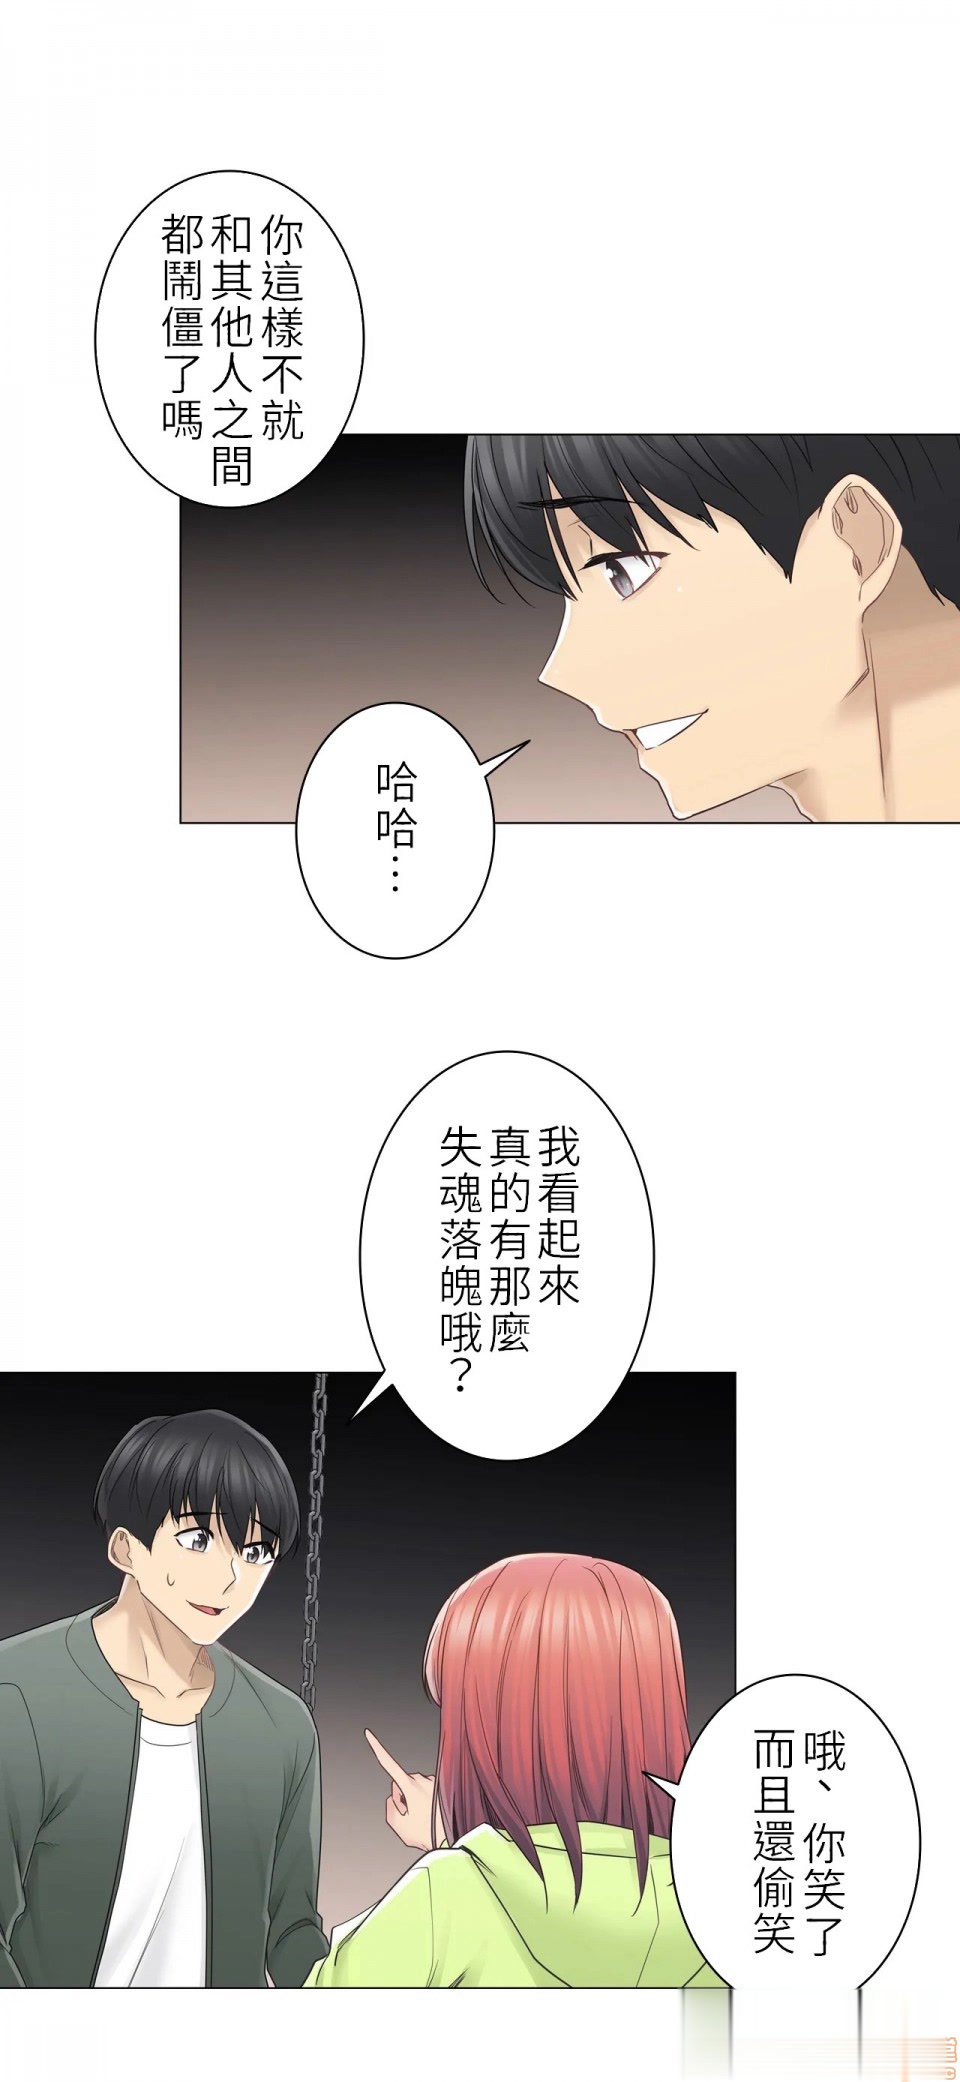 你這樣不就
和其他人之間
都鬧僵了嗎
哈哈…
我看起來
真的有那麼
失魂落魄哦？
哦、你笑了
而且還偷笑